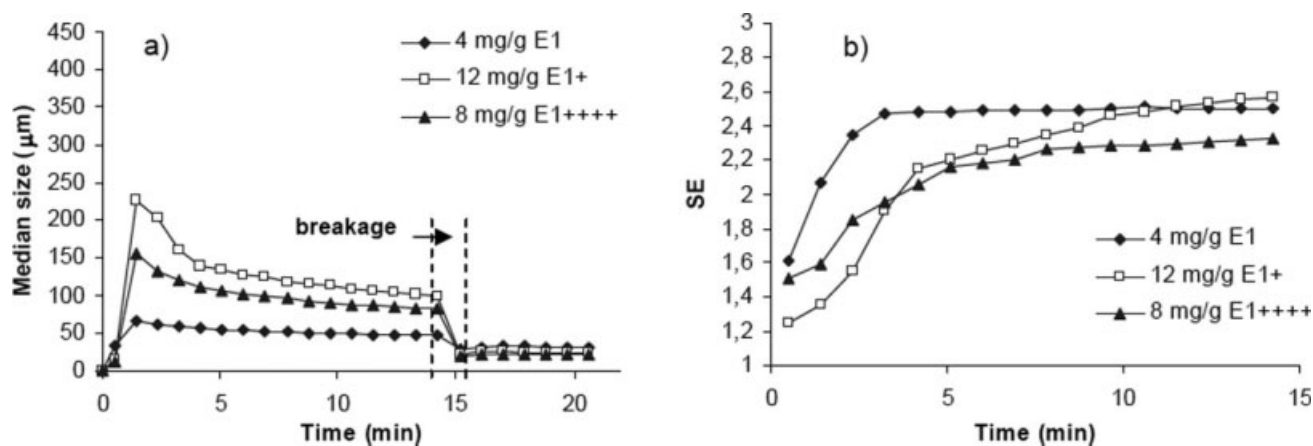 a)
Median size (µm)
450
400
350
300
250
200
150
100
50
0
4 mg/g E1
12 mg/g E1+
8 mg/g E1++++
breakage
0 5 10 15 20
Time (min)
b)
SE
3
2,8
2,6
2,4
2,2
2
1,8
1,6
1,4
1,2
1
4 mg/g E1
12 mg/g E1+
8 mg/g E1++++
0 5 10 15
Time (min)